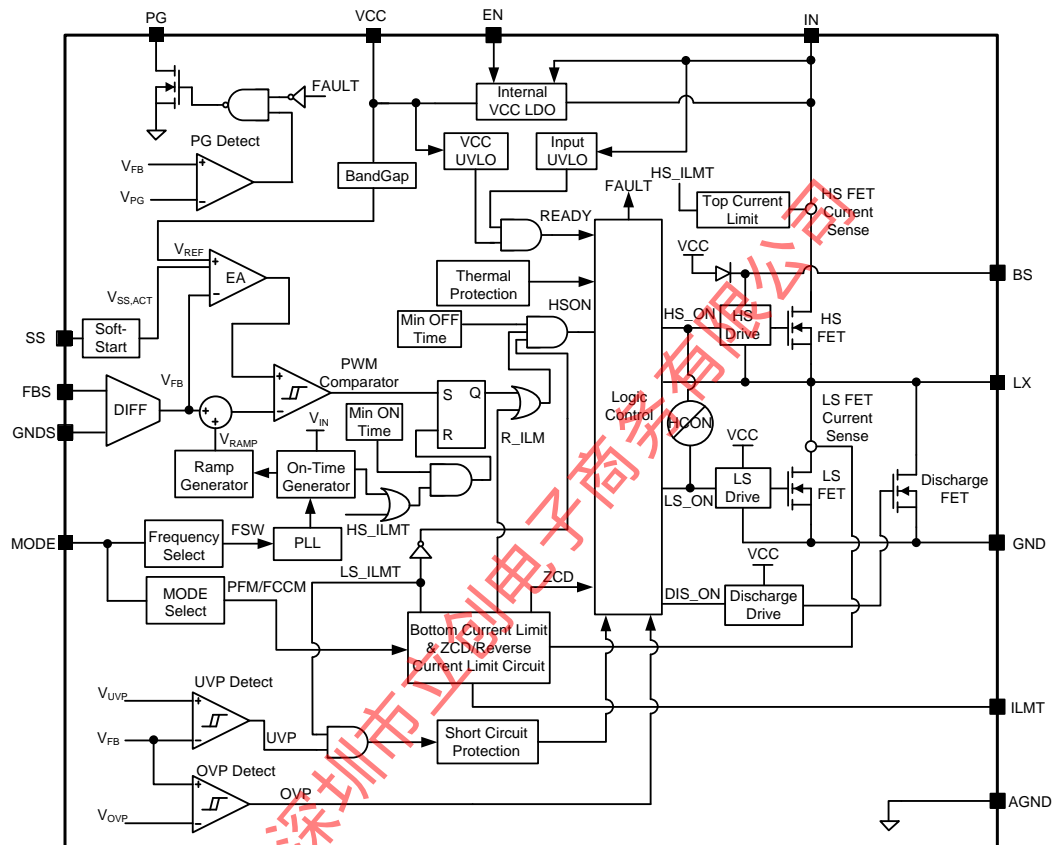 PG
VCC
EN
IN
FAULT
Internal
VCC LDO
PG Detect
VFB
VPG
+
-
BandGap
VCC
UVLO
Input
UVLO
FAULT
HS_ILMT
Top Current
Limit
HS FET
Current
Sense
READY
VREF
VSS,ACT
+
-
EA
Thermal
Protection
HSON
Min OFF
Time
VCC
BS
HS_ON
HS
Drive
HS
FET
SS
Soft-
Start
FBS
GNDS
DIFF
VFB
+
VRAMP
+
-
PWM
Comparator
S
Q
R
R_ILM
Logic
Control
HCON
LX
LS FET
Current
Sense
VIN
Min ON
Time
Ramp
Generator
On-Time
Generator
HS_ILMT
VCC
LS_ON
LS
Drive
LS
FET
Discharge
FET
MODE
Frequency
Select
FSW
PLL
GND
MODE
Select
PFM/FCCM
LS_ILMT
ZCD
VCC
DIS_ON
Discharge
Drive
Bottom Current Limit
& ZCD/Reverse
Current Limit Circuit
UVP Detect
VUVP
VFB
+
-
UVP
Short Circuit
Protection
ILMT
OVP Detect
+
-
VOVP
OVP
AGND
深圳市立创电子商务有限公司